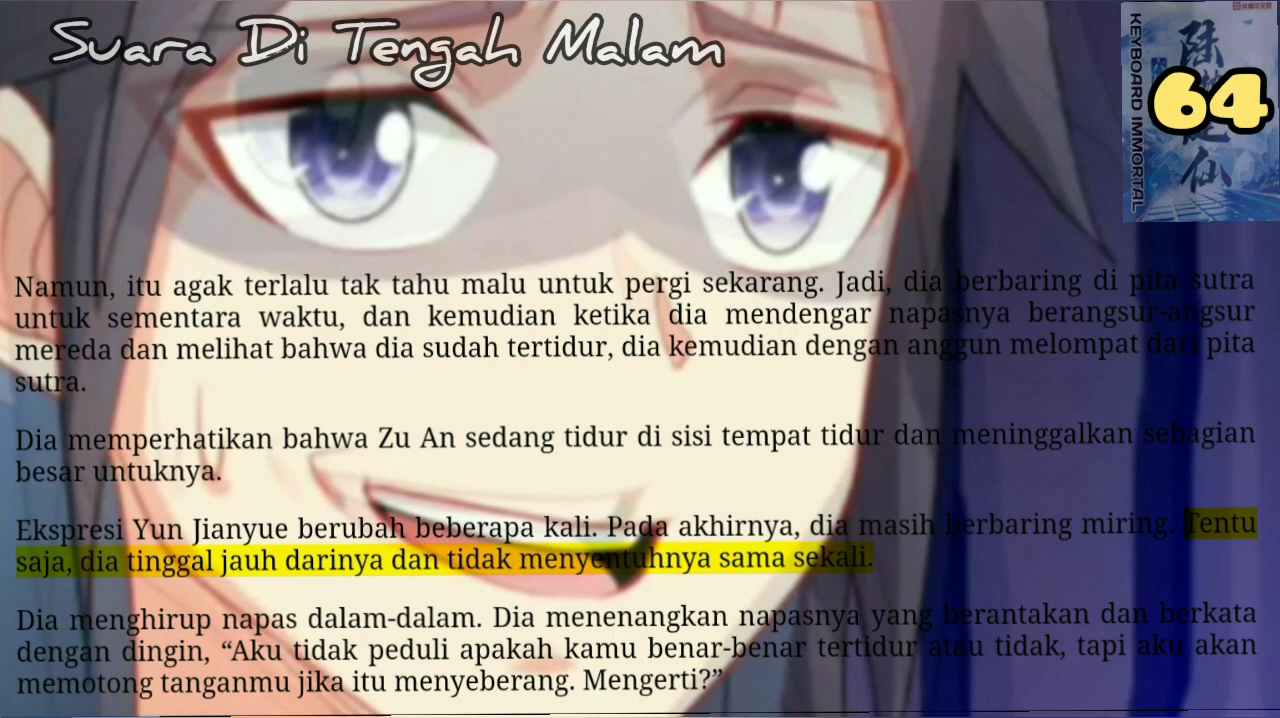 Suara Di Tengah Malam
KEYBOARD IMMORTAL
64
Namun, itu agak terlalu tak tahu malu untuk pergi sekarang. Jadi, dia berbaring di pita sutra
untuk sementara waktu, dan kemudian ketika dia mendengar napasnya berangsur-angsur
mereda dan melihat bahwa dia sudah tertidur, dia kemudian dengan anggun melompat dari pita
sutra.
Dia memperhatikan bahwa Zu An sedang tidur di sisi tempat tidur dan meninggalkan sebagian
besar untuknya.
Ekspresi Yun Jianyue berubah beberapa kali. Pada akhirnya, dia masih berbaring miring. Tentu
saja, dia tinggal jauh darinya dan tidak menyentuhnya sama sekali.
Dia menghirup napas dalam-dalam. Dia menenangkan napasnya yang berantakan dan berkata
dengan dingin, “Aku tidak peduli apakah kamu benar-benar tertidur atau tidak, tapi aku akan
memotong tanganmu jika itu menyeberang. Mengerti?”